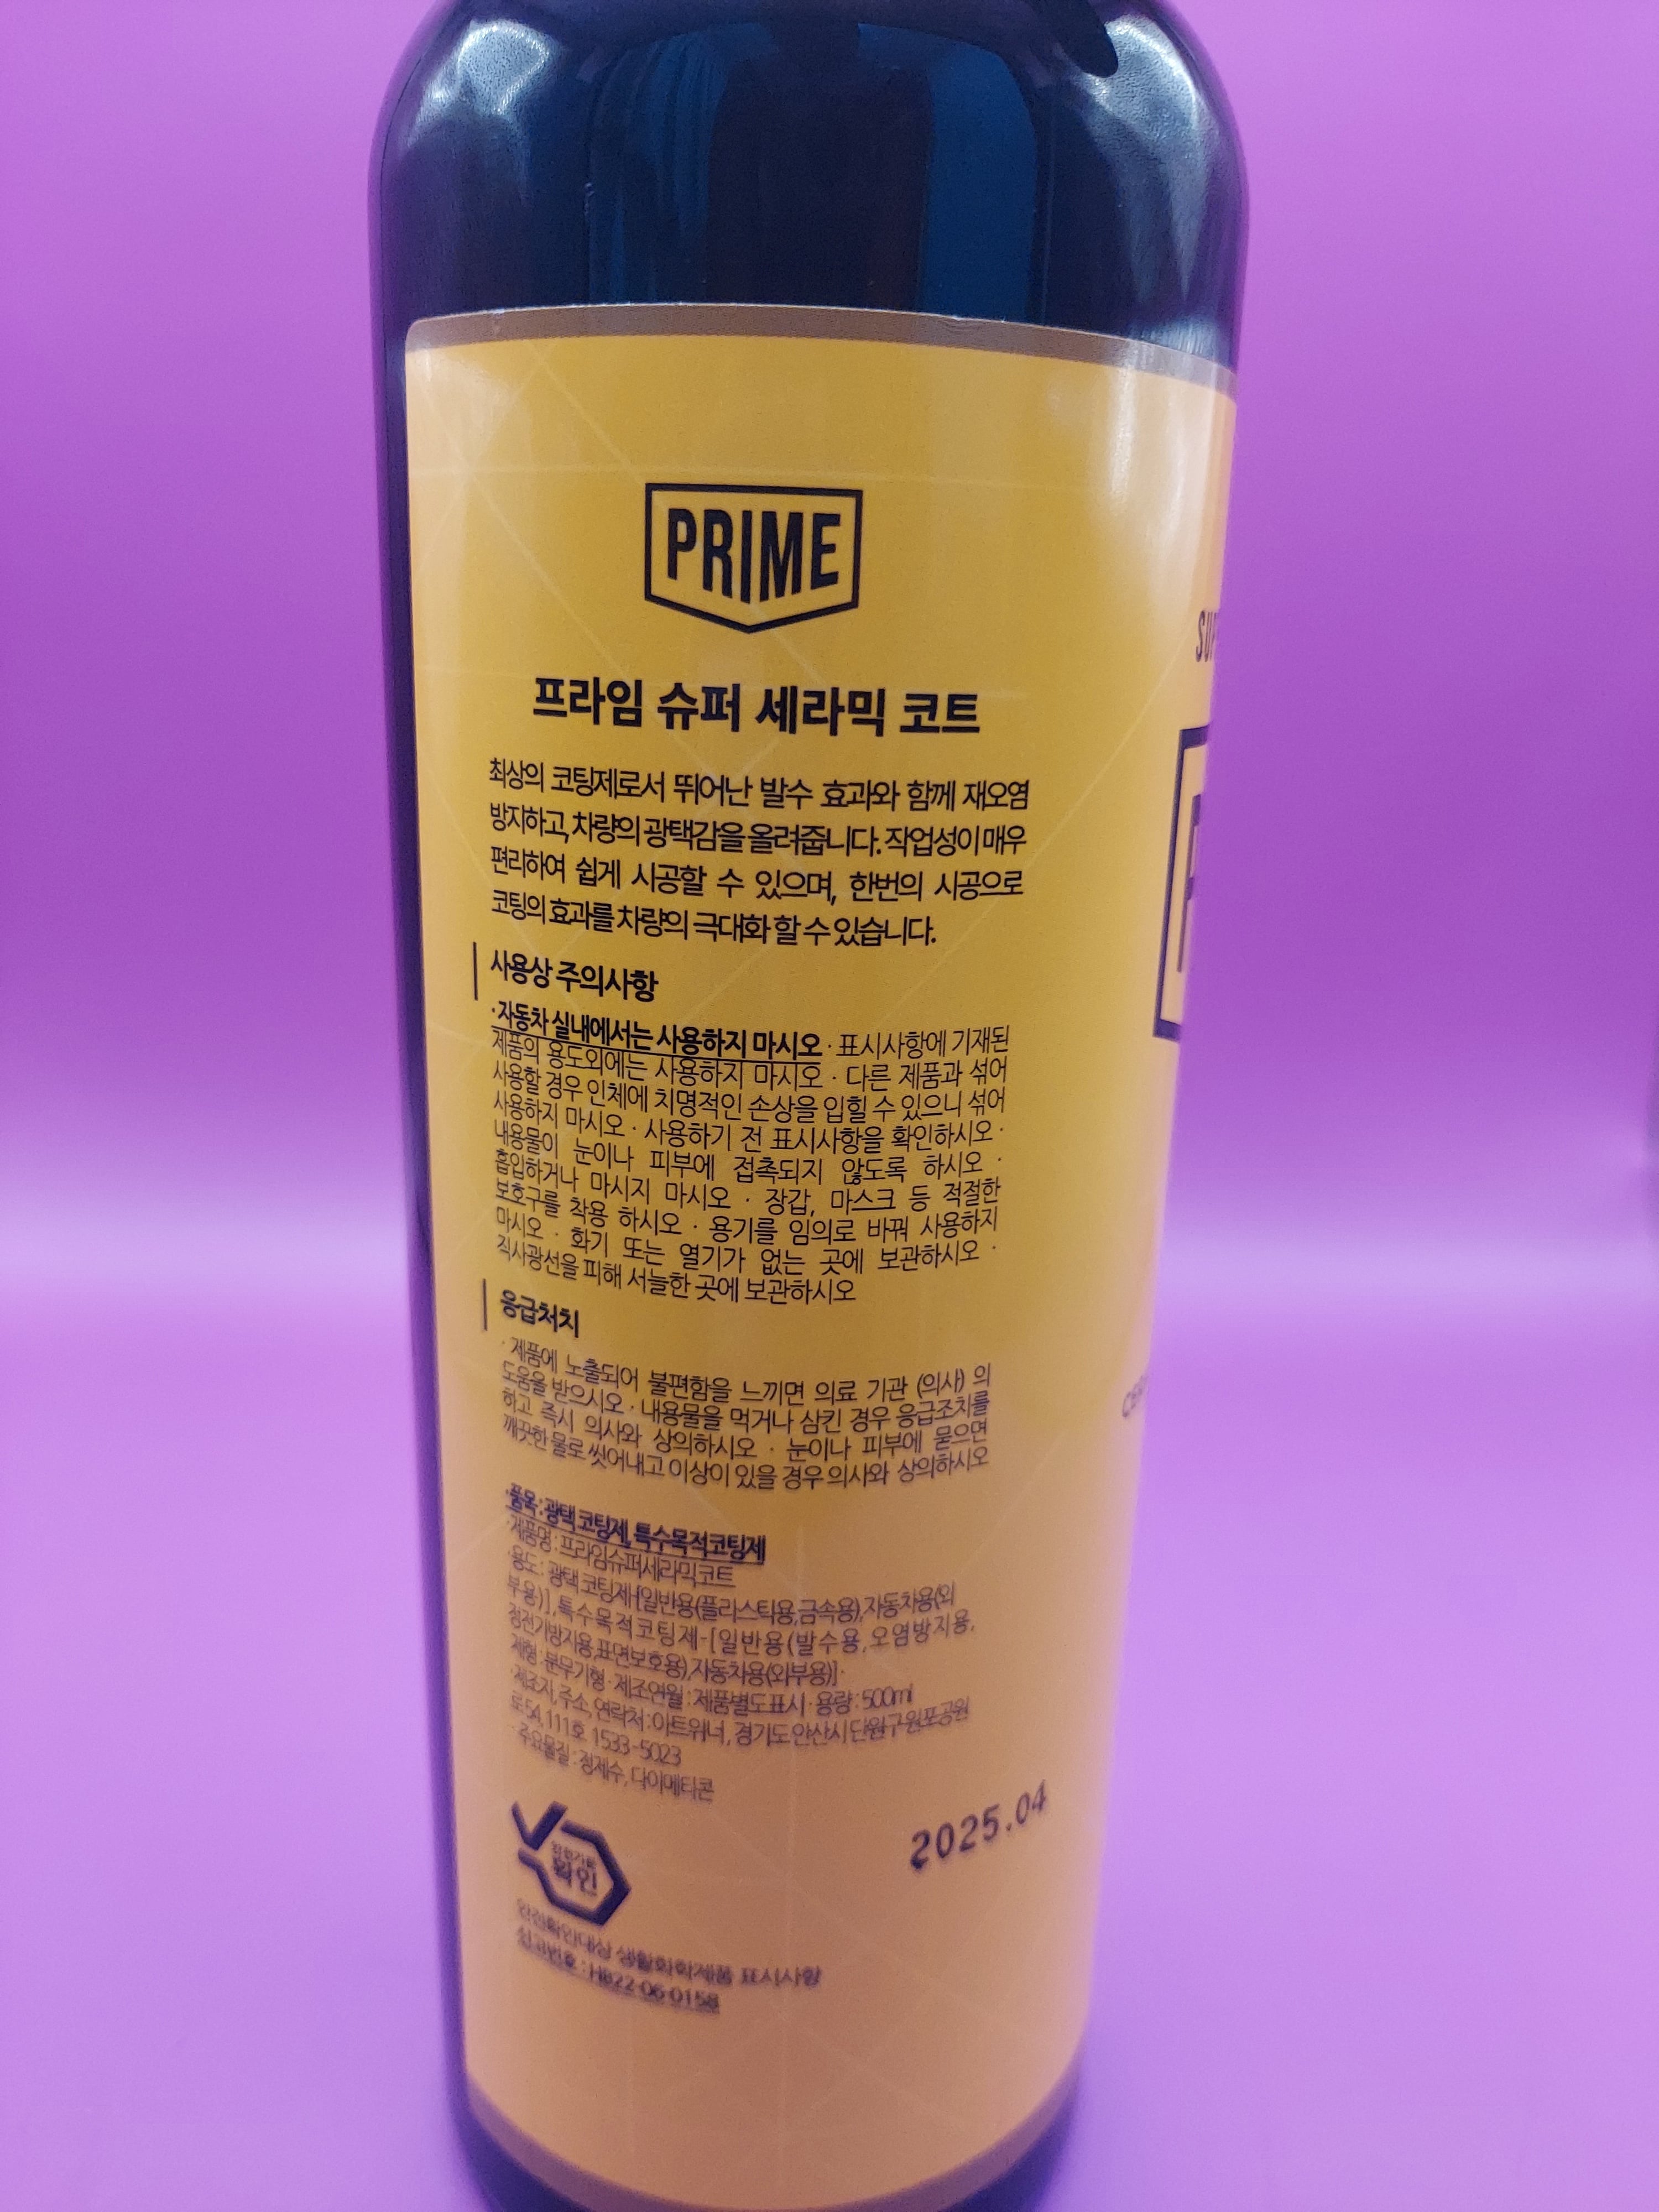 PRIME
프라임 슈퍼 세라믹 코트
최상의 코팅제로서 뛰어난 발수 효과와 함께 재오염
방지하고, 차량의 광택감을 올려줍니다. 작업성이 매우
편리하여 쉽게 시공할 수 있으며, 한번의 시공으로
코팅의 효과를 차량의 극대화 할 수 있습니다.
사용상 주의사항
·자동차 실내에서는 사용하지 마시오 · 표시사항에 기재된
제품의 용도외에는 사용하지 마시오 · 다른 제품과 섞어
사용할 경우 인체에 치명적인 손상을 입힐 수 있으니 섞어
사용하지 마시오 · 사용하기 전 표시사항을 확인하시오 ·
내용물이 눈이나 피부에 접촉되지 않도록 하시오 ·
흡입하거나 마시지 마시오 · 장갑, 마스크 등 적절한
보호구를 착용 하시오 · 용기를 임의로 바꿔 사용하지
마시오 · 화기 또는 열기가 없는 곳에 보관하시오 ·
직사광선을 피해 서늘한 곳에 보관하시오
응급처치
· 제품에 노출되어 불편함을 느끼면 의료 기관 (의사) 의
도움을 받으시오 · 내용물을 먹거나 삼킨 경우 응급조치를
하고 즉시 의사와 상의하시오 · 눈이나 피부에 묻으면
깨끗한 물로 씻어내고 이상이 있을 경우 의사와 상의하시오
·품목 : 광택 코팅제, 특수목적코팅제
·제품명 : 프라임슈퍼세라믹코트
·용도 : 광택 코팅제-[일반용(플라스틱용,금속용),자동차용(외
부용)],특수목적코팅제-[일반용(발수용,오염방지용,
정전기방지용,표면보호용),자동차용(외부용)]·
제형 : 분무기형 · 제조연월 : 제품별도표시 · 용량 : 500ml
·제조자, 주소, 연락처 : 아트워너, 경기도 안산시 단원구 원포공원
로 54, 111호 1533-5023
· 주요물질 : 정제수, 다이메티콘
2025.04
확인
안전확인대상 생활화학제품 표시사항
신고번호 : HB22-06-0158